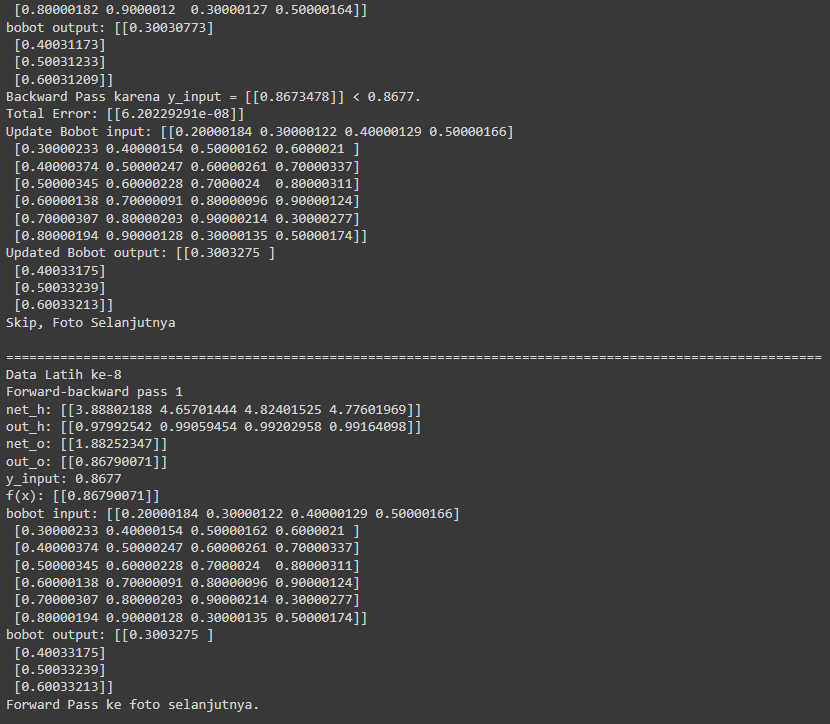 [0.80000182 0.9000012  0.30000127 0.50000164]]
bobot output: [[0.30030773]
 [0.40031173]
 [0.50031233]
 [0.60031209]]
Backward Pass karena y_input = [[0.8673478]] < 0.8677.
Total Error: [[6.20229291e-08]]
Update Bobot input: [[0.20000184 0.30000122 0.40000129 0.50000166]
 [0.30000233 0.40000154 0.50000162 0.6000021 ]
 [0.40000374 0.50000247 0.60000261 0.70000337]
 [0.50000345 0.60000228 0.7000024  0.80000311]
 [0.60000138 0.70000091 0.80000096 0.90000124]
 [0.70000307 0.80000203 0.90000214 0.30000277]
 [0.80000194 0.90000128 0.30000135 0.50000174]]
Updated Bobot output: [[0.3003275 ]
 [0.40033175]
 [0.50033239]
 [0.60033213]]
Skip, Foto Selanjutnya
==========================================================================================================
Data Latih ke-8
Forward-backward pass 1
net_h: [[3.88802188 4.65701444 4.82401525 4.77601969]]
out_h: [[0.97992542 0.99059454 0.99202958 0.99164098]]
net_o: [[1.88252347]]
out_o: [[0.86790071]]
y_input: 0.8677
f(x): [[0.86790071]]
bobot input: [[0.20000184 0.30000122 0.40000129 0.50000166]
 [0.30000233 0.40000154 0.50000162 0.6000021 ]
 [0.40000374 0.50000247 0.60000261 0.70000337]
 [0.50000345 0.60000228 0.7000024  0.80000311]
 [0.60000138 0.70000091 0.80000096 0.90000124]
 [0.70000307 0.80000203 0.90000214 0.30000277]
 [0.80000194 0.90000128 0.30000135 0.50000174]]
bobot output: [[0.3003275 ]
 [0.40033175]
 [0.50033239]
 [0.60033213]]
Forward Pass ke foto selanjutnya.